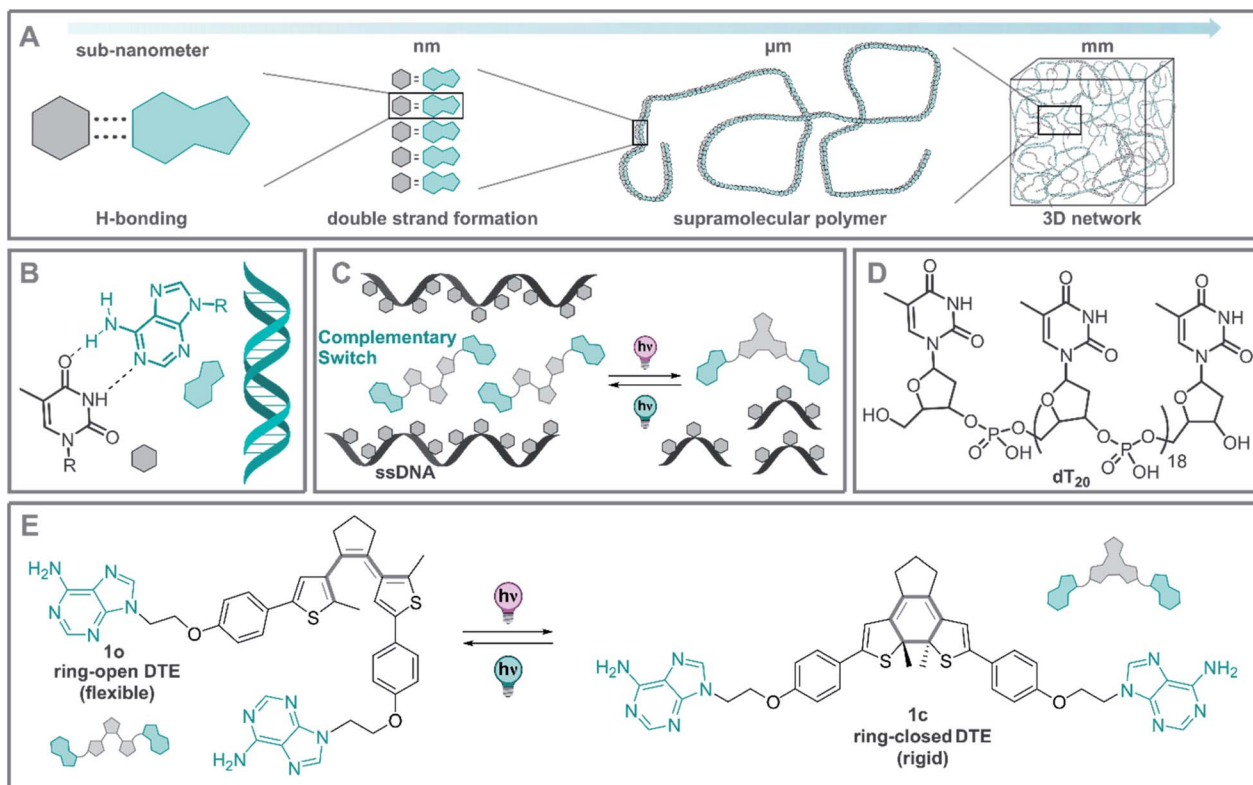 A
sub-nanometer
nm
μm
mm
H-bonding
double strand formation
supramolecular polymer
3D network
B
H
N
H
N
N
N
N
R
O
NH
N
O
R
C
Complementary
Switch
hν
hν
ssDNA
D
O
NH
N
O
O
HO
O
P
O
OH
O
NH
N
O
O
O
O
P
O
OH
18
O
NH
N
O
O
O
OH
dT20
E
NH2
N
N
N
N
O
S
S
O
1o
ring-open DTE
(flexible)
N
N
N
N
H2N
hν
hν
H2N
N
N
N
N
O
S
S
O
N
N
N
N
NH2
1c
ring-closed DTE
(rigid)